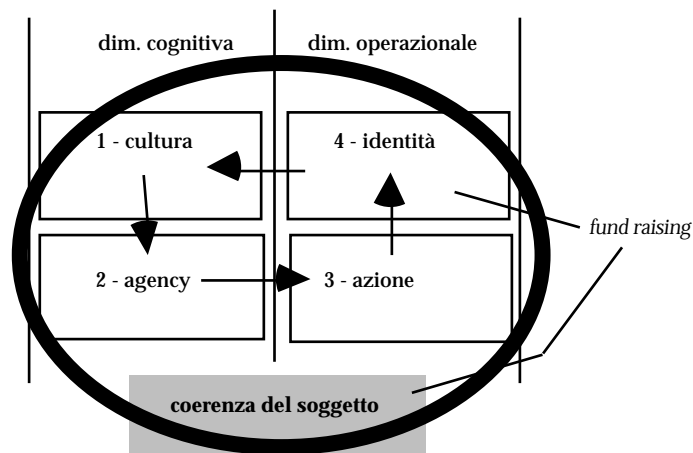 dim. cognitiva
dim. operazionale
1 - cultura
4 - identità
fund raising
2 - agency
3 - azione
coerenza del soggetto